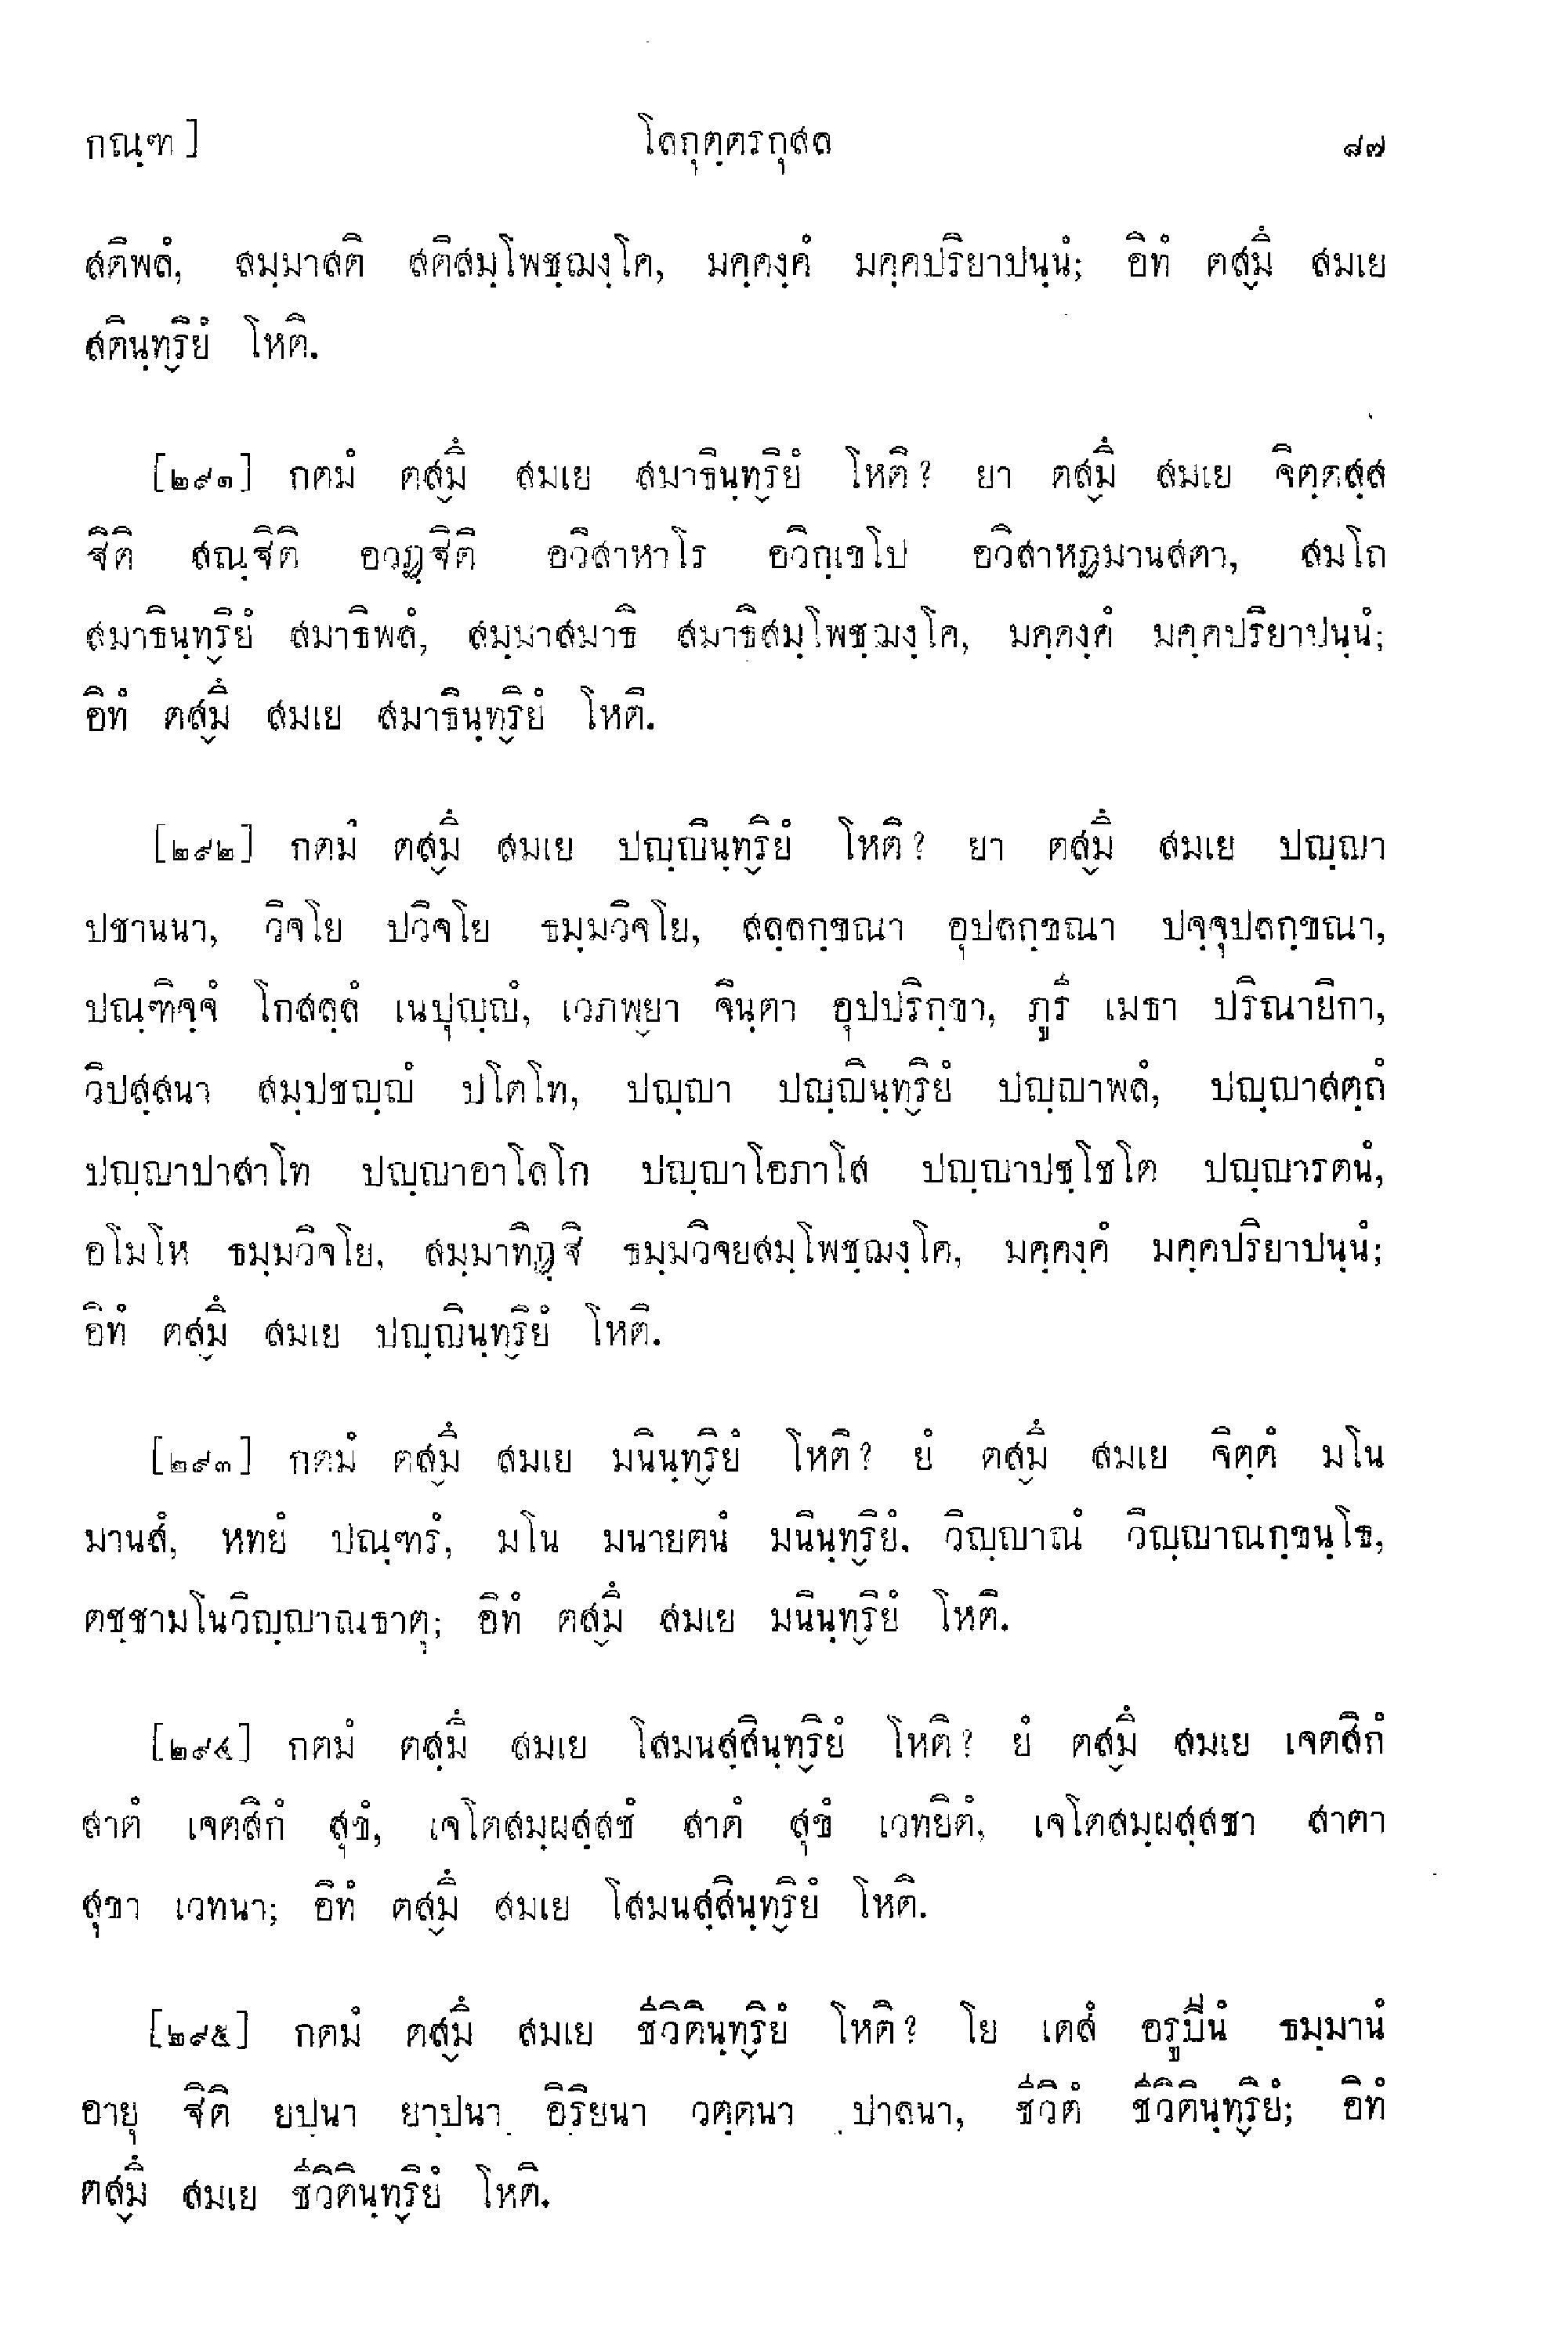 กณฺฑ ]
โลกุตฺตรกุสล
๘๗
สติพลํ, สมฺมาสติ สติสมฺโพชฺฌงฺโค, มคฺคงฺคํ มคฺคปริยาปนฺนํ; อิทํ ตส๎มึ สมเย
สตินฺท๎ริยํ โหติ.
[๒๙๑] กตมํ ตส๎มึ สมเย สมาธินฺท๎ริยํ โหติ? ยา ตส๎มึ สมเย จิตฺตสฺส
ฐิติ สณฺฐิติ อวฏฺฐิติ อวิสาหาโร อวิกฺเขโป อวิสาหฏมานสตา, สมโถ
สมาธินฺท๎ริยํ สมาธิพลํ, สมฺมาสมาธิ สมาธิสมฺโพชฺฌงฺโค, มคฺคงฺคํ มคฺคปริยาปนฺนํ;
อิทํ ตส๎มึ สมเย สมาธินฺท๎ริยํ โหติ.
[๒๙๒] กตมํ ตส๎มึ สมเย ปญฺญินฺท๎ริยํ โหติ? ยา ตส๎มึ สมเย ปญฺญา
ปชานนา, วิจโย ปวิจโย ธมฺมวิจโย, สลฺลกฺขณา อุปลกฺขณา ปจฺจุปลกฺขณา,
ปณฺฑิจฺจํ โกสลฺลํ เนปุญฺญํ, เวภพ๎ยา จินฺตา อุปปริกฺขา, ภูรี เมธา ปริณายิกา,
วิปสฺสนา สมฺปชญฺญํ ปโตโท, ปญฺญา ปญฺญินฺท๎ริยํ ปญฺญาพลํ, ปญฺญาสตฺถํ
ปญฺญาปาสาโท ปญฺญาอาโลโก ปญฺญาโอภาโส ปญฺญาปชฺโชโต ปญฺญารตนํ,
อโมโห ธมฺมวิจโย, สมฺมาทิฏฺฐิ ธมฺมวิจยสมฺโพชฺฌงฺโค, มคฺคงฺคํ มคฺคปริยาปนฺนํ;
อิทํ ตส๎มึ สมเย ปญฺญินฺท๎ริยํ โหติ.
[๒๙๓] กตมํ ตส๎มึ สมเย มนินฺท๎ริยํ โหติ? ยํ ตส๎มึ สมเย จิตฺตํ มโน
มานสํ, หทยํ ปณฺฑรํ, มโน มนายตนํ มนินฺท๎ริยํ, วิญฺญาณํ วิญฺญาณกฺขนฺโธ,
ตชฺชามโนวิญฺญาณธาตุ; อิทํ ตส๎มึ สมเย มนินฺท๎ริยํ โหติ.
[๒๙๔] กตมํ ตสฺมึ สมเย โสมนสฺสินฺท๎ริยํ โหติ? ยํ ตส๎มึ สมเย เจตสิกํ
สาตํ เจตสิกํ สุขํ, เจโตสมฺผสฺสชํ สาตํ สุขํ เวทยิตํ, เจโตสมฺผสฺสชา สาตา
สุขา เวทนา; อิทํ ตส๎มึ สมเย โสมนสฺสินฺท๎ริยํ โหติ.
[๒๙๕] กตมํ ตส๎มึ สมเย ชีวิตินฺท๎ริยํ โหติ? โย เตสํ อรูปีนํ ธมฺมานํ
อายุ ฐิติ ยปนา ยาปนา อิริยนา วตฺตนา ปาลนา, ชีวิตํ ชีวิตินฺท๎ริยํ; อิทํ
ตส๎มึ สมเย ชีวิตินฺท๎ริยํ โหติ.